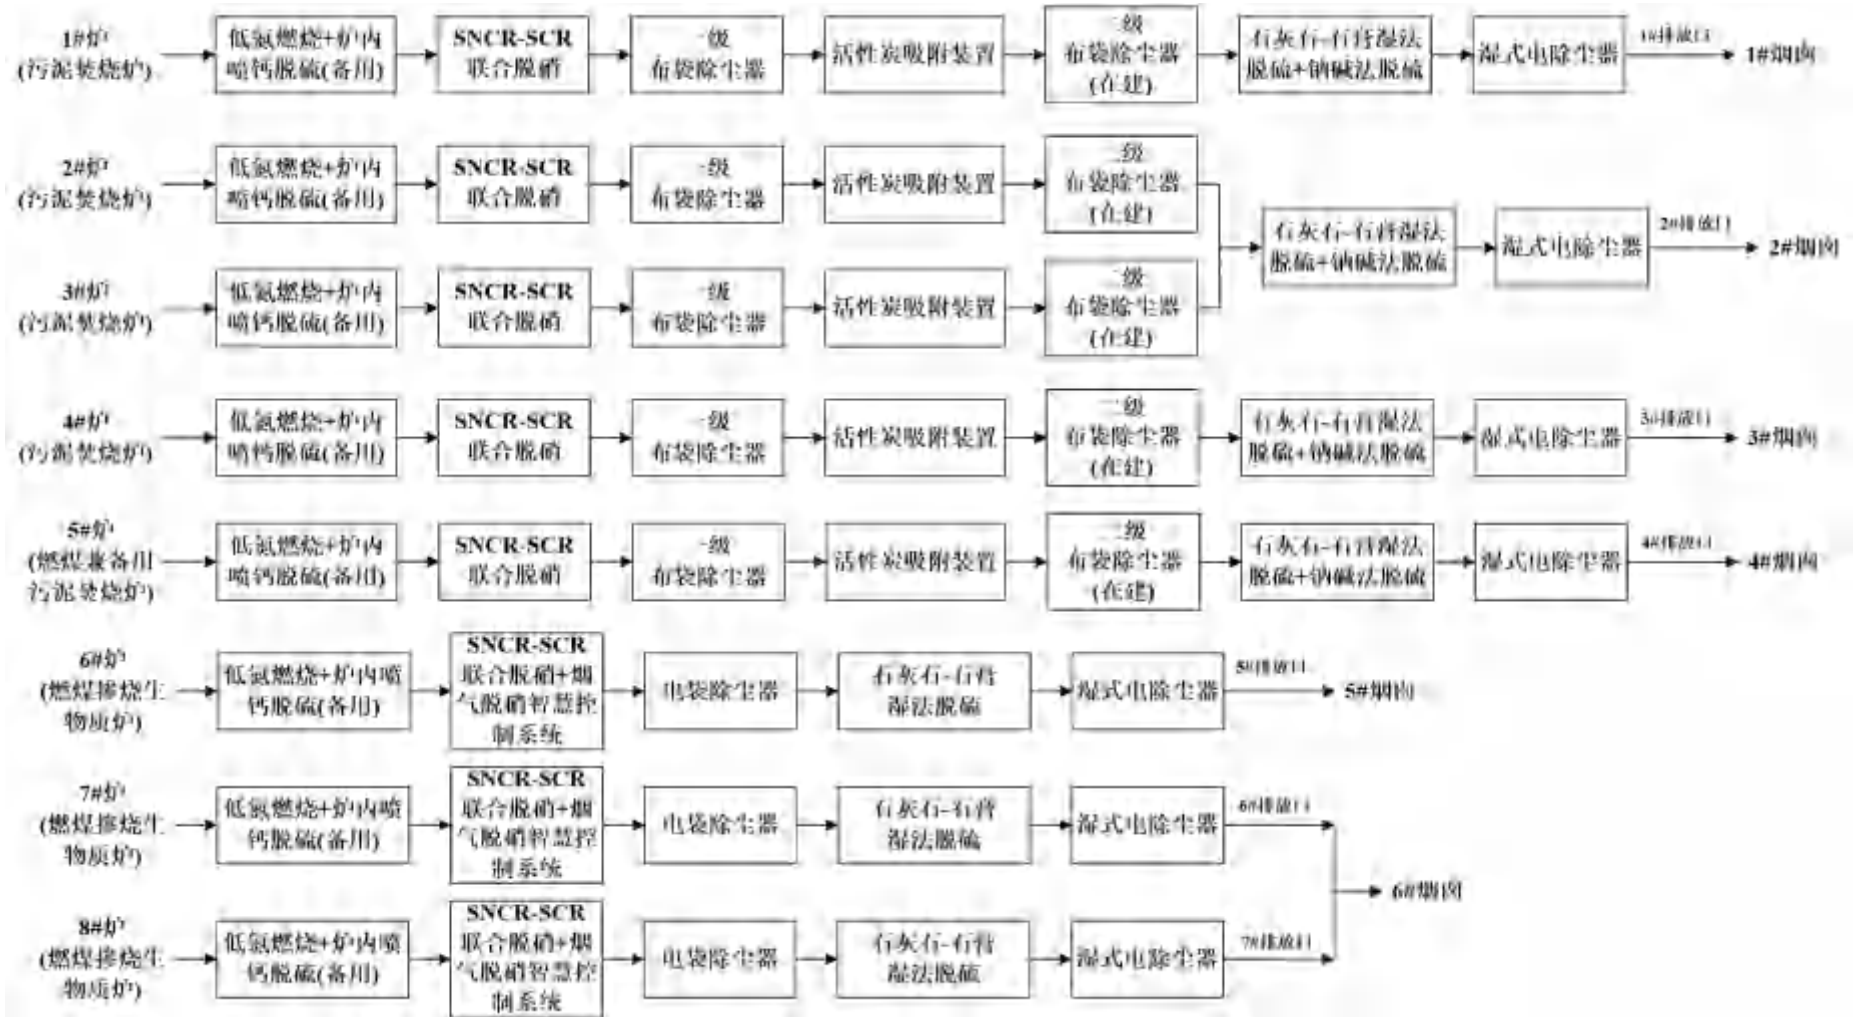 1#炉
(污泥焚烧炉)
低氮燃烧+炉内
喷钙脱硫(备用)
SNCR-SCR
联合脱硝
一级
布袋除尘器
活性炭吸附装置
二级
布袋除尘器
(在建)
石灰石-石膏湿法
脱硫+钠碱法脱硫
湿式电除尘器
1#排放口
1#烟囱
2#炉
(污泥焚烧炉)
低氮燃烧+炉内
喷钙脱硫(备用)
SNCR-SCR
联合脱硝
一级
布袋除尘器
活性炭吸附装置
二级
布袋除尘器
(在建)
石灰石-石膏湿法
脱硫+钠碱法脱硫
湿式电除尘器
2#排放口
2#烟囱
3#炉
(污泥焚烧炉)
低氮燃烧+炉内
喷钙脱硫(备用)
SNCR-SCR
联合脱硝
一级
布袋除尘器
活性炭吸附装置
二级
布袋除尘器
(在建)
4#炉
(污泥焚烧炉)
低氮燃烧+炉内
喷钙脱硫(备用)
SNCR-SCR
联合脱硝
一级
布袋除尘器
活性炭吸附装置
二级
布袋除尘器
(在建)
石灰石-石膏湿法
脱硫+钠碱法脱硫
湿式电除尘器
3#排放口
3#烟囱
5#炉
(燃煤兼备用
污泥焚烧炉)
低氮燃烧+炉内
喷钙脱硫(备用)
SNCR-SCR
联合脱硝
一级
布袋除尘器
活性炭吸附装置
二级
布袋除尘器
(在建)
石灰石-石膏湿法
脱硫+钠碱法脱硫
湿式电除尘器
4#排放口
4#烟囱
6#炉
(燃煤掺烧生
物质炉)
低氮燃烧+炉内喷
钙脱硫(备用)
SNCR-SCR
联合脱硝+烟
气脱硝智慧控
制系统
电袋除尘器
石灰石-石膏
湿法脱硫
湿式电除尘器
5#排放口
5#烟囱
7#炉
(燃煤掺烧生
物质炉)
低氮燃烧+炉内喷
钙脱硫(备用)
SNCR-SCR
联合脱硝+烟
气脱硝智慧控
制系统
电袋除尘器
石灰石-石膏
湿法脱硫
湿式电除尘器
6#排放口
6#烟囱
8#炉
(燃煤掺烧生
物质炉)
低氮燃烧+炉内喷
钙脱硫(备用)
SNCR-SCR
联合脱硝+烟
气脱硝智慧控
制系统
电袋除尘器
石灰石-石膏
湿法脱硫
湿式电除尘器
7#排放口